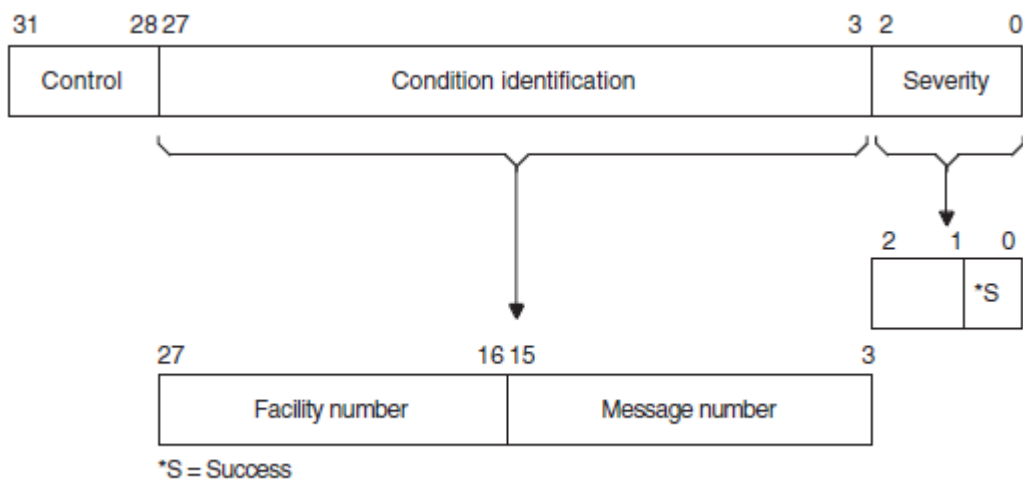 31 28 27 3 2 0
Control Condition identification Severity
2 1 0
*S
27 16 15 3
Facility number Message number
*S = Success